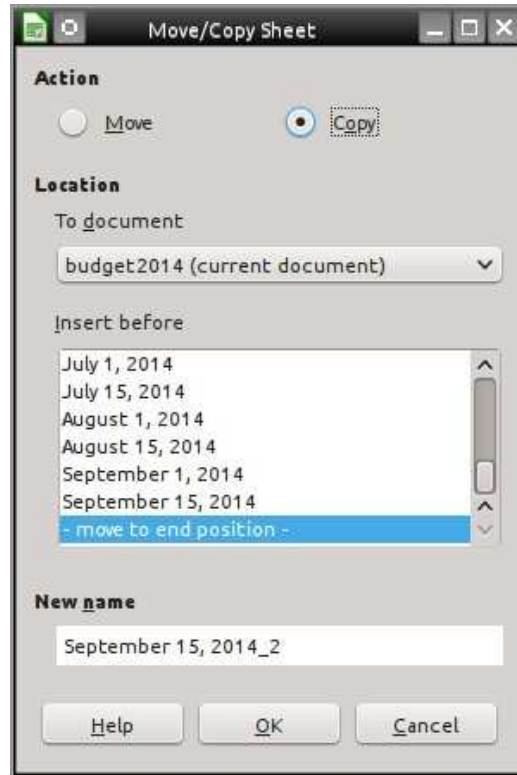 Move/Copy Sheet
Action
Move
Copy
Location
To document
budget2014 (current document)
Insert before
July 1, 2014
July 15, 2014
August 1, 2014
August 15, 2014
September 1, 2014
September 15, 2014
- move to end position -
New name
September 15, 2014_2
Help
OK
Cancel